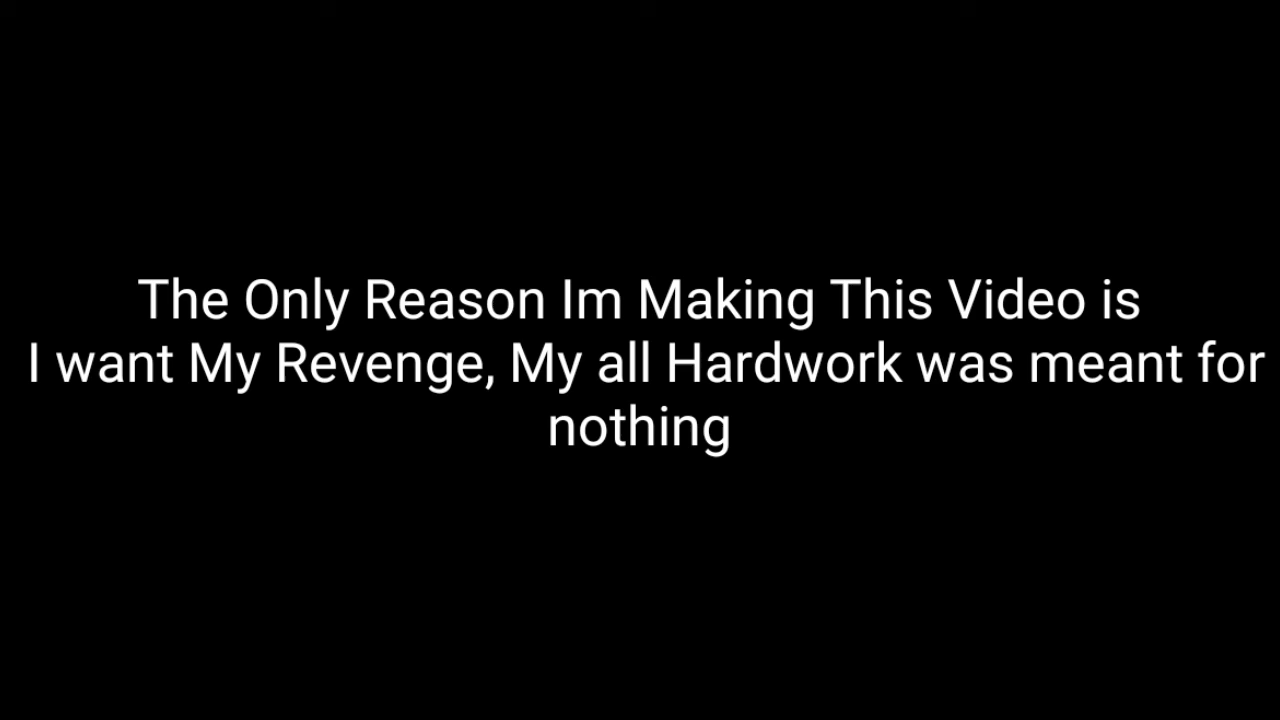 The Only Reason Im Making This Video is
I want My Revenge, My all Hardwork was meant for
nothing